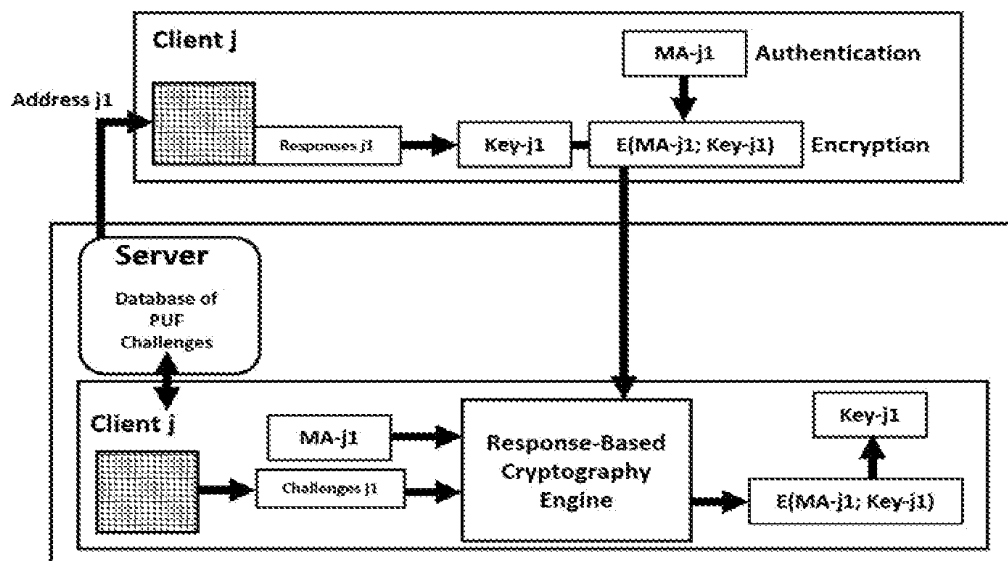 Client j
MA-j1
Authentication
Address j1
Responses j1
Key-j1
E(MA-j1; Key-j1)
Encryption
Server
Database of
PUF
Challenges
Client j
MA-j1
Challenges j1
Response-Based
Cryptography
Engine
Key-j1
E(MA-j1; Key-j1)